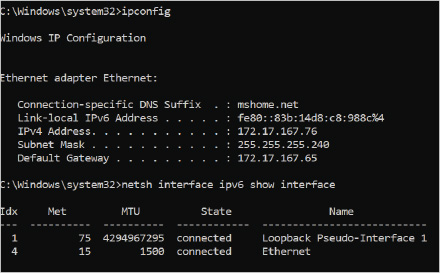 C:\Windows\system32>ipconfig
Windows IP Configuration
Ethernet adapter Ethernet:
Connection-specific DNS Suffix . : mshome.net
Link-local IPv6 Address . . . . . : fe80::83b:14d8:c8:988c%4
IPv4 Address. . . . . . . . . . . : 172.17.167.76
Subnet Mask . . . . . . . . . . . : 255.255.255.240
Default Gateway . . . . . . . . . : 172.17.167.65
C:\Windows\system32>netsh interface ipv6 show interface
Idx     Met         MTU          State                Name
---  ----------  ----------  ------------  ---------------------------
1          75  4294967295  connected     Loopback Pseudo-Interface 1
4          15        1500  connected     Ethernet